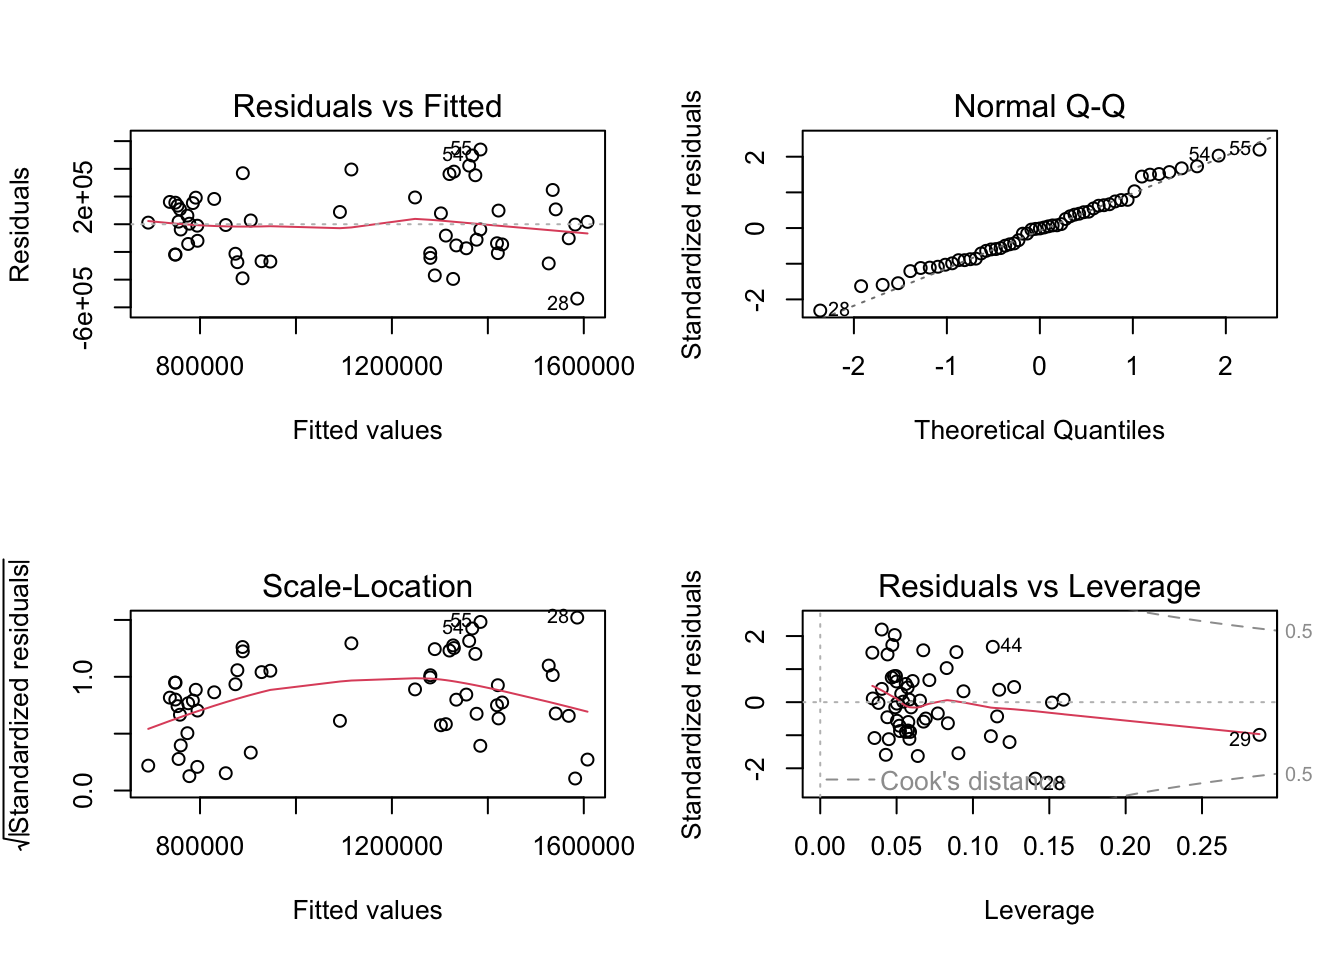 Residuals vs Fitted
Residuals
-6e+05 2e+05
55
54
28
800000 1200000 1600000
Fitted values
Normal Q-Q
Standardized residuals
-2 0 2
54 55
28
-2 -1 0 1 2
Theoretical Quantiles
Scale-Location
√|Standardized residuals|
0.0 1.0
55
54
28
800000 1200000 1600000
Fitted values
Residuals vs Leverage
Standardized residuals
-2 0 2
0.5
44
29
0.5
Cook's distance
28
0.00 0.05 0.10 0.15 0.20 0.25
Leverage